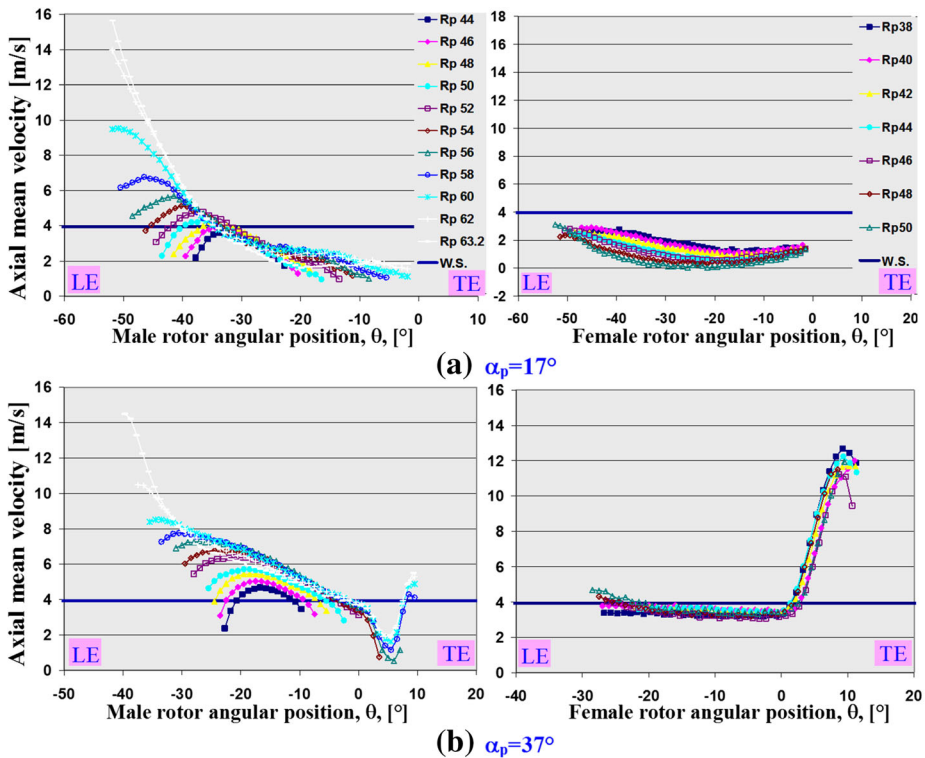 Axial mean velocity [m/s]
16
14
12
10
8
6
4
2
0
-60 -50 -40 -30 -20 -10 0 10
LE
TE
Male rotor angular position, θ, [°]
Rp 44
Rp 46
Rp 48
Rp 50
Rp 52
Rp 54
Rp 56
Rp 58
Rp 60
Rp 62
Rp 63.2
W.S.
18
16
14
12
10
8
6
4
2
0
-2
-60 -50 -40 -30 -20 -10 0 10 20
LE
TE
Female rotor angular position, θ, [°]
Rp38
Rp40
Rp42
Rp44
Rp46
Rp48
Rp50
W.S.
(a) αp=17°
Axial mean velocity [m/s]
16
14
12
10
8
6
4
2
0
-50 -40 -30 -20 -10 0 10 20
LE
TE
Male rotor angular position, θ, [°]
16
14
12
10
8
6
4
2
0
-40 -30 -20 -10 0 10 20
LE
TE
Female rotor angular position, θ, [°]
(b) αp=37°